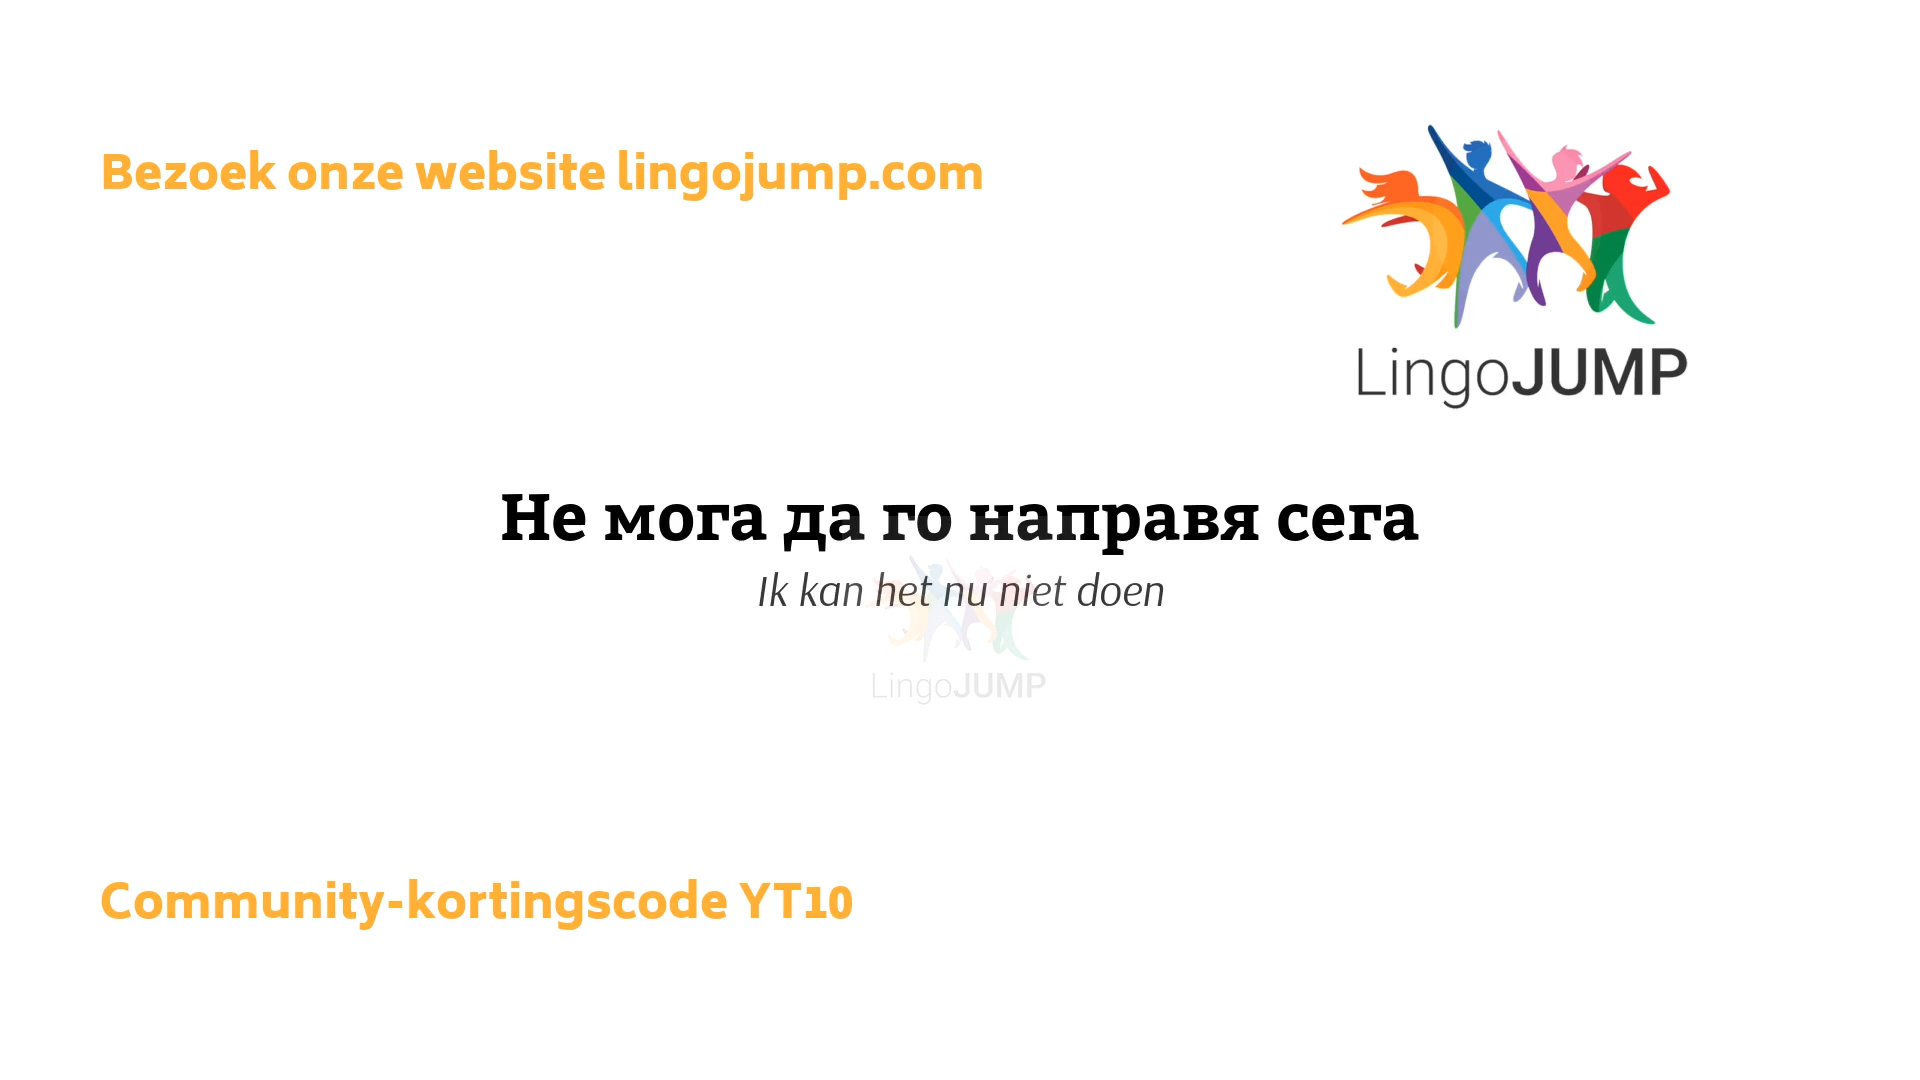 Bezoek onze website lingojump.com
LingoJUMP
Не мога да го направя сега
Ik kan het nu niet doen
LingoJUMP
Community-kortingscode YT10